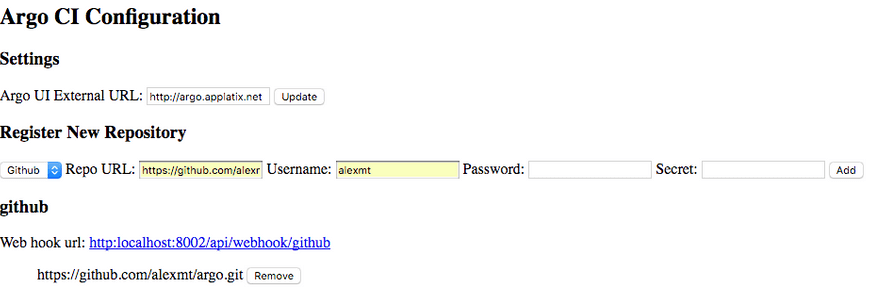 Argo CI Configuration
Settings
Argo UI External URL: http://argo.applatix.net Update
Register New Repository
Github Repo URL: https://github.com/alexr Username: alexmt Password: Secret: Add
github
Web hook url: http:localhost:8002/api/webhook/github
https://github.com/alexmt/argo.git Remove